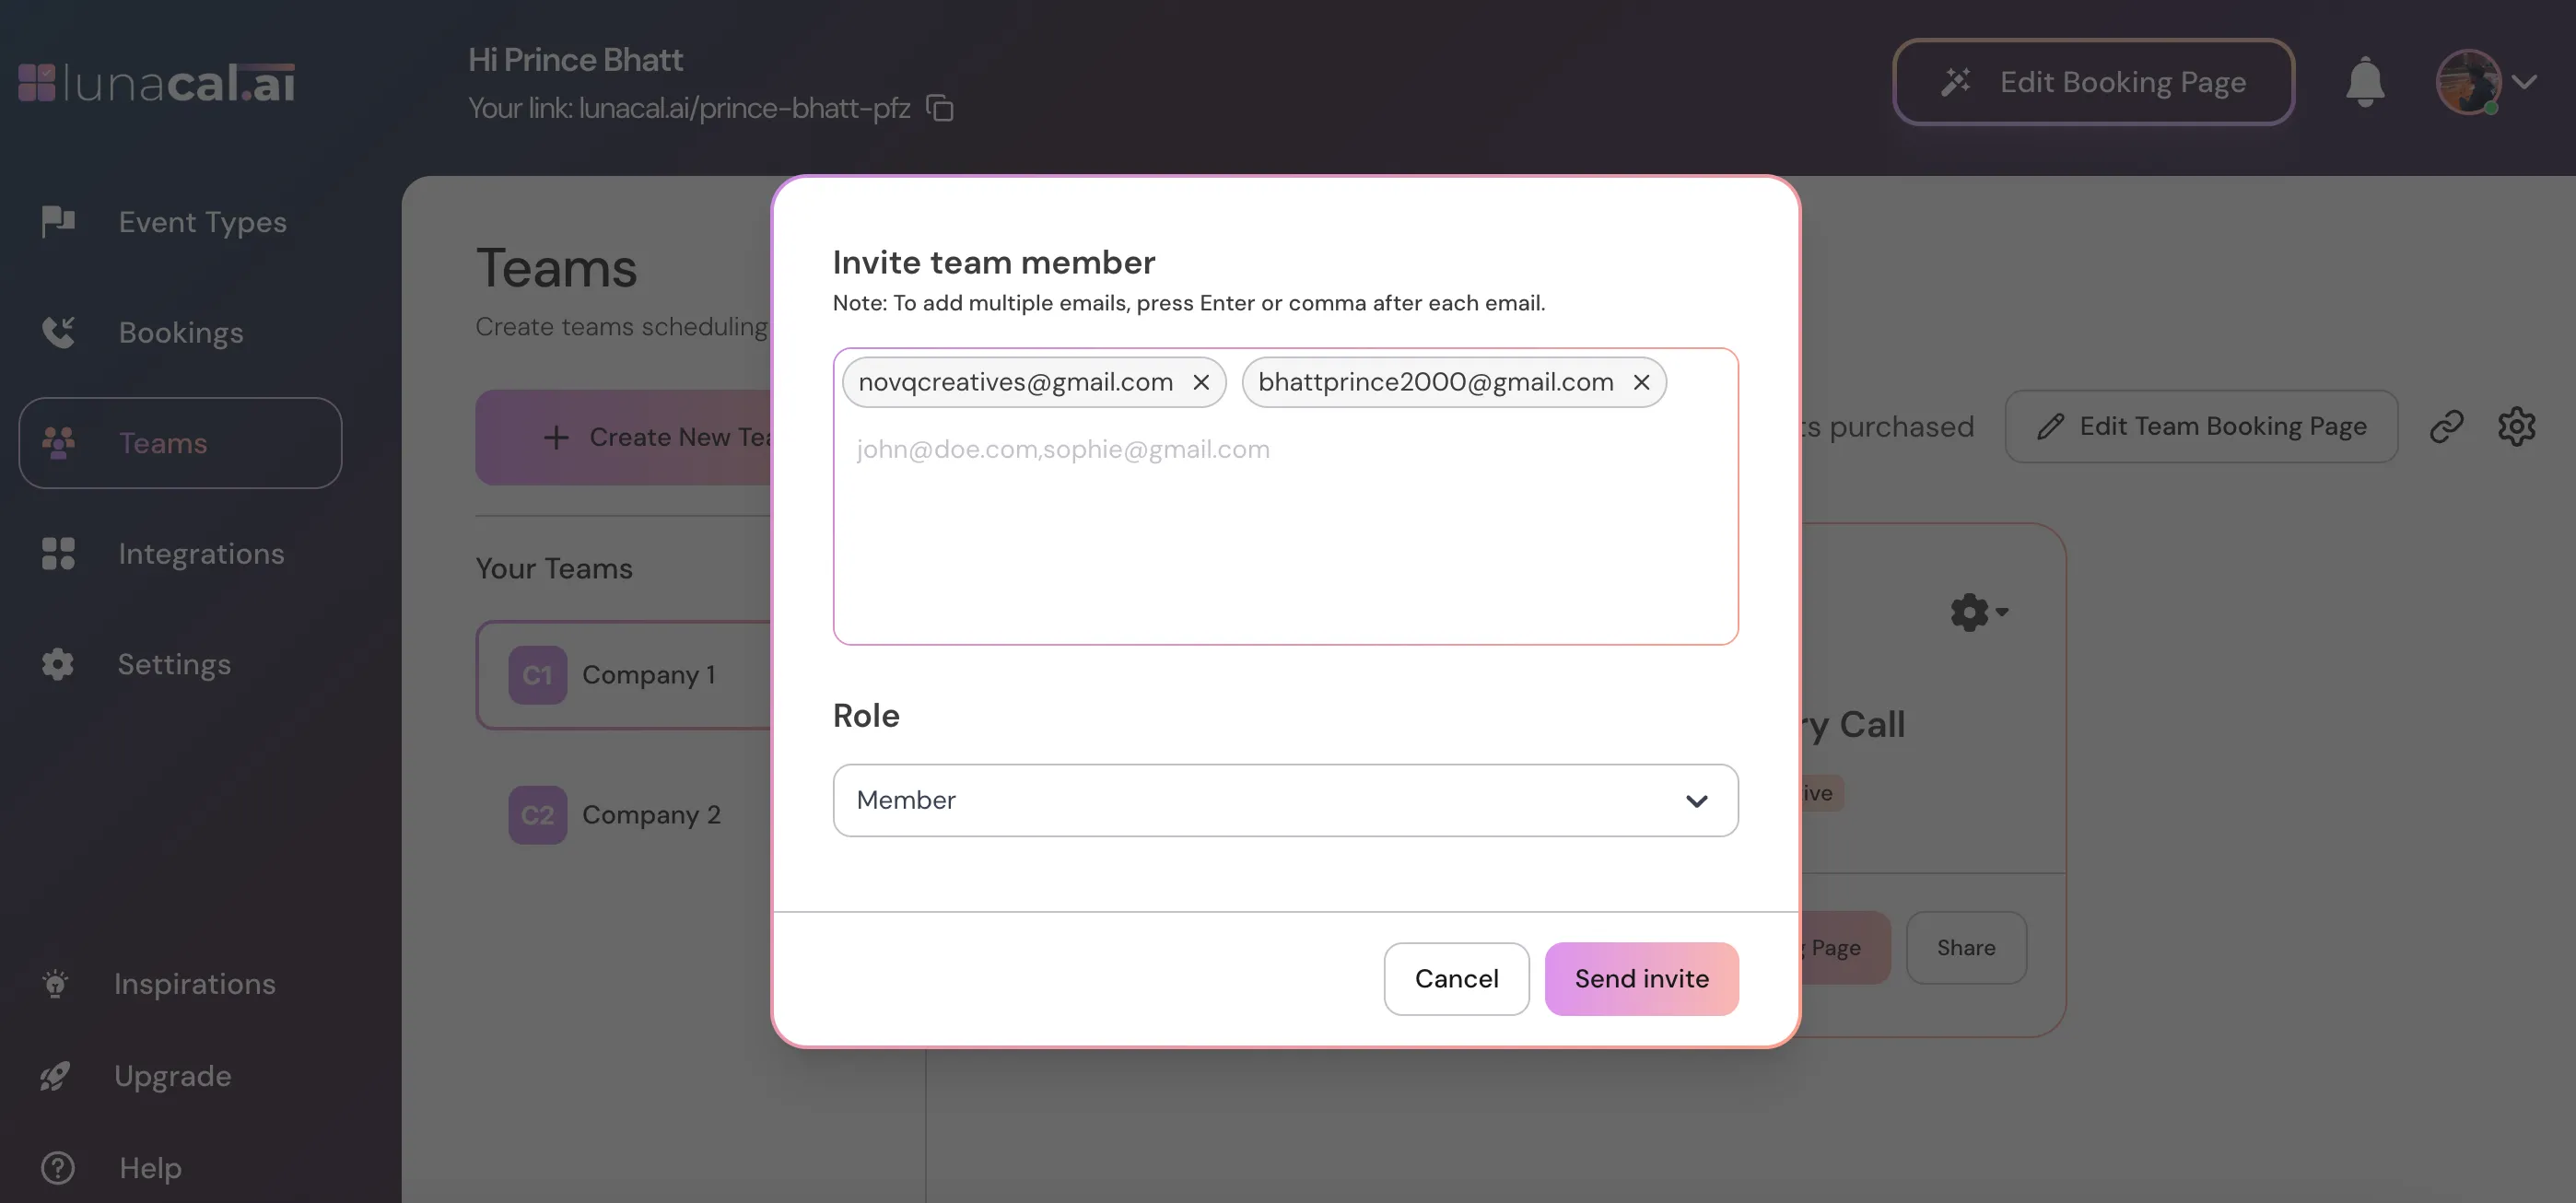 lunacal.ai
Hi Prince Bhatt
Your link: lunacal.ai/prince-bhatt-pfz
Edit Booking Page
Event Types
Bookings
Teams
Integrations
Settings
Inspirations
Upgrade
Help
Teams
Create teams scheduling
+ Create New
Your Teams
C1 Company 1
C2 Company 2
purchased
Edit Team Booking Page
Call
Page
Share
Invite team member
Note: To add multiple emails, press Enter or comma after each email.
novqcreatives@gmail.com × bhattprince2000@gmail.com ×
john@doe.com,sophie@gmail.com
Role
Member
Cancel
Send invite